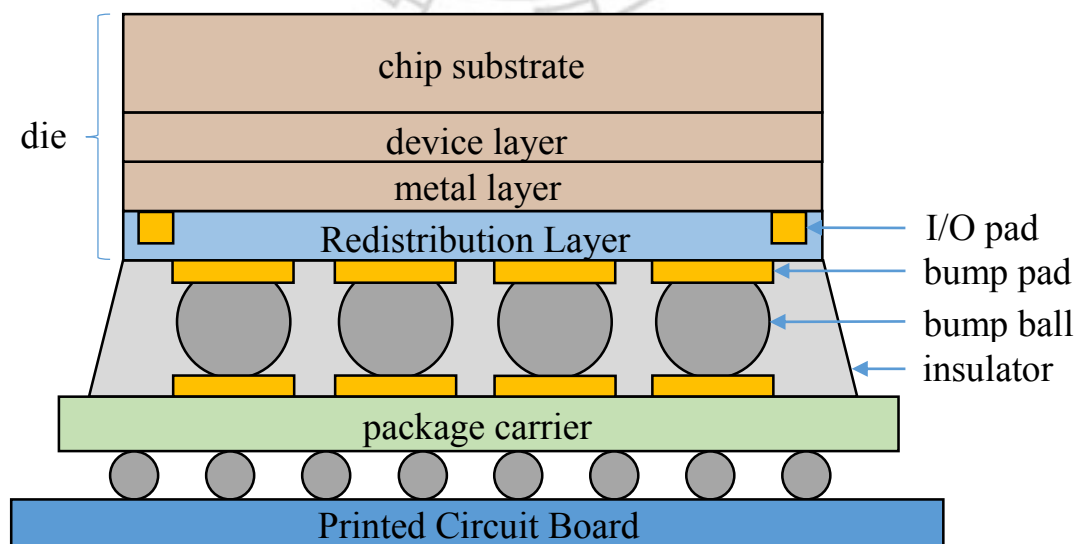 chip substrate
die
device layer
metal layer
I/O pad
Redistribution Layer
bump pad
bump ball
insulator
package carrier
Printed Circuit Board